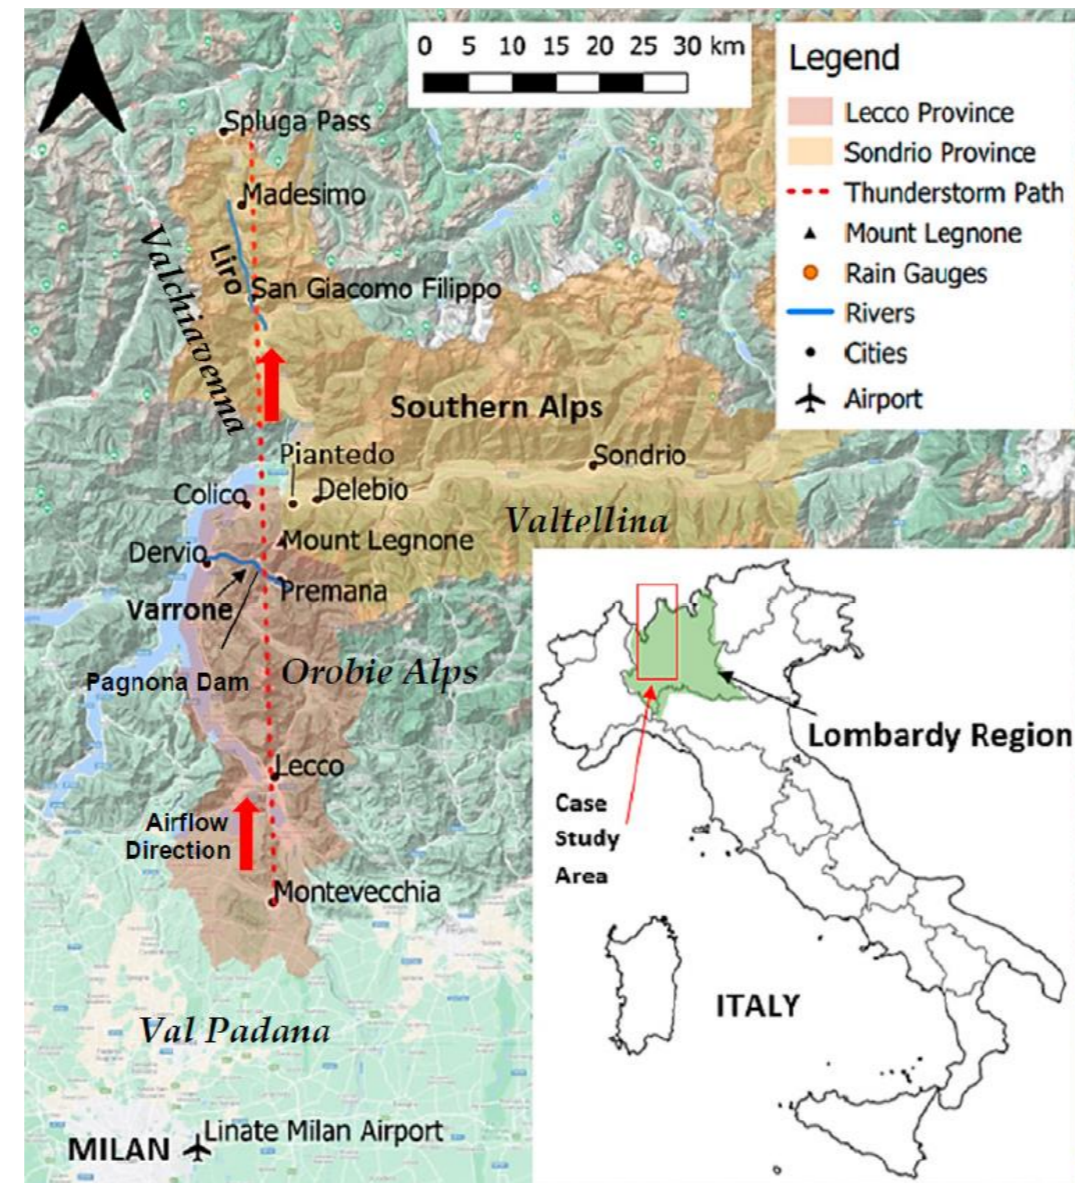 0 5 10 15 20 25 30 km
Legend
Lecco Province
Sondrio Province
Thunderstorm Path
Mount Legnone
Rain Gauges
Rivers
Cities
Airport
Spluga Pass
Madesimo
Liro
Valchiavenna
San Giacomo Filippo
Southern Alps
Piantedo
Sondrio
Colico
Delebio
Valtellina
Dervio
Mount Legnone
Premana
Varrone
Orobie Alps
Pagnona Dam
Lecco
Airflow
Direction
Montevecchia
Val Padana
MILAN
Linate Milan Airport
Lombardy Region
Case
Study
Area
ITALY